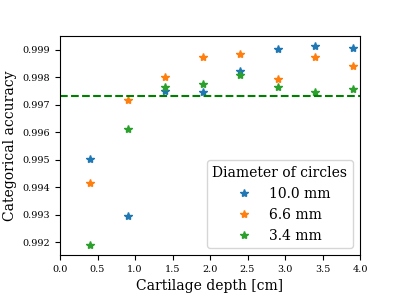 0.999
0.998
0.997
0.996
0.995
0.994
0.993
0.992
Categorical accuracy
Diameter of circles
10.0 mm
6.6 mm
3.4 mm
0.0 0.5 1.0 1.5 2.0 2.5 3.0 3.5 4.0
Cartilage depth [cm]